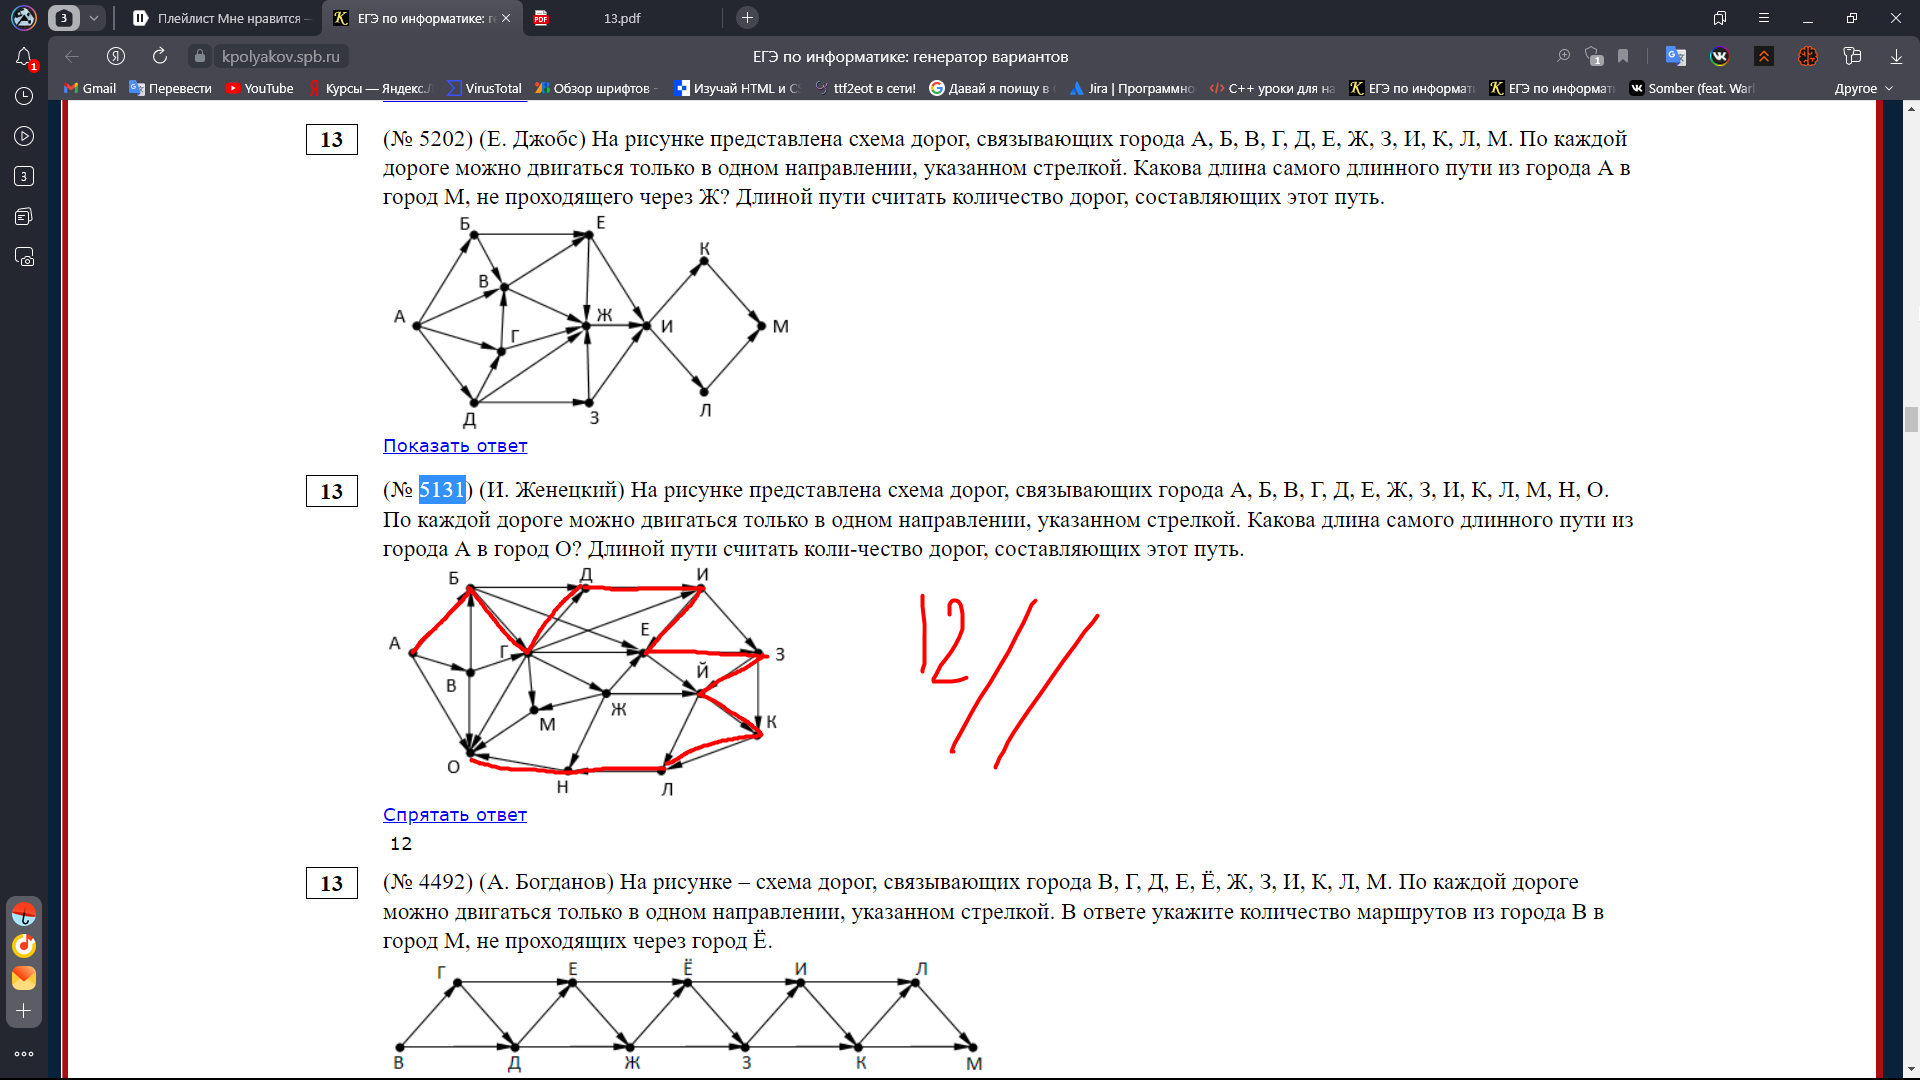 3
Плейлист Мне нравится —
ЕГЭ по информатике: ге
13.pdf
kpolyakov.spb.ru
ЕГЭ по информатике: генератор вариантов
1
1
Gmail
Перевести
YouTube
Курсы — Яндекс.
VirusTotal
Обзор шрифтов -
Изучай HTML и CS
ttf2eot в сети!
Давай я поищу в
Jira | Программно
C++ уроки для на
ЕГЭ по информат
ЕГЭ по информати
Somber (feat. Warl
Другое
3
13
(№ 5202) (Е. Джобс) На рисунке представлена схема дорог, связывающих города А, Б, В, Г, Д, Е, Ж, З, И, К, Л, М. По каждой
дороге можно двигаться только в одном направлении, указанном стрелкой. Какова длина самого длинного пути из города А в
город М, не проходящего через Ж? Длиной пути считать количество дорог, составляющих этот путь.
Б
Е
К
В
А
Ж
И
М
Г
Л
Д
З
Показать ответ
13
(№ 5131) (И. Женецкий) На рисунке представлена схема дорог, связывающих города А, Б, В, Г, Д, Е, Ж, З, И, К, Л, М, Н, О.
По каждой дороге можно двигаться только в одном направлении, указанном стрелкой. Какова длина самого длинного пути из
города А в город О? Длиной пути считать коли-чество дорог, составляющих этот путь.
Б
Д
И
А
Г
Е
З
В
Й
Ж
М
К
О
Н
Л
12
Спрятать ответ
12
13
(№ 4492) (А. Богданов) На рисунке – схема дорог, связывающих города В, Г, Д, Е, Ё, Ж, З, И, К, Л, М. По каждой дороге
можно двигаться только в одном направлении, указанном стрелкой. В ответе укажите количество маршрутов из города В в
город М, не проходящих через город Ё.
Г
Е
Ё
И
Л
В
Д
Ж
З
К
М